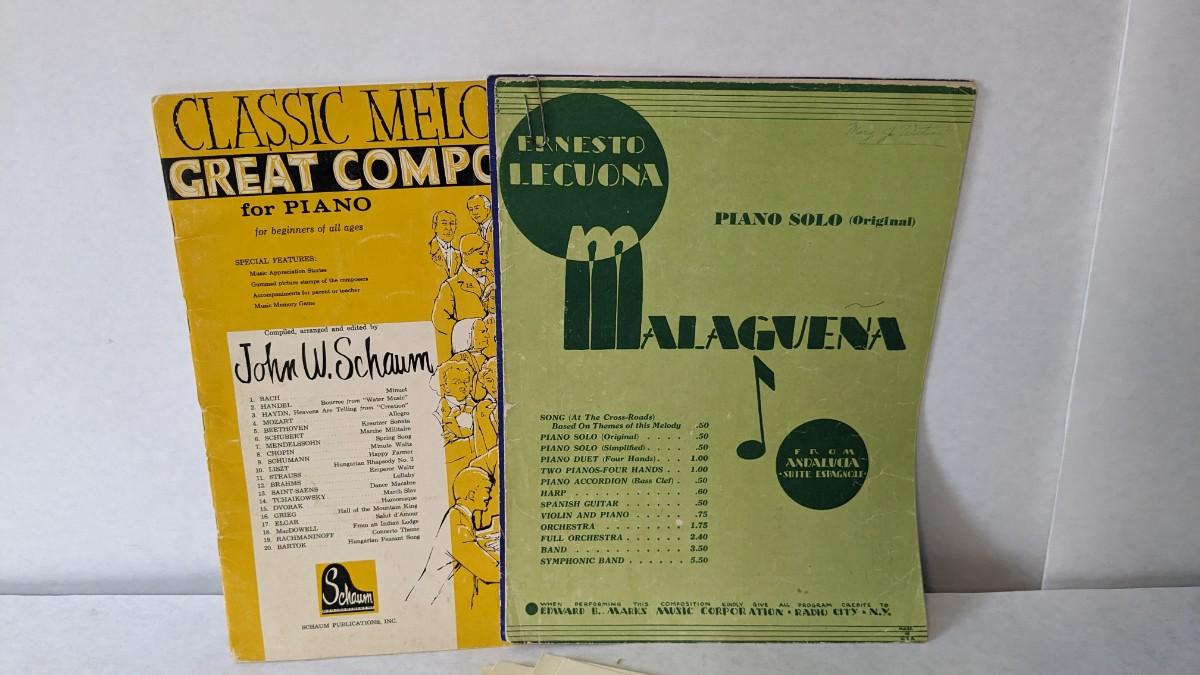 CLASSIC MELO
GREAT COMPO
for PIANO
for beginners of all ages
SPECIAL FEATURES:
Music Appreciation Stories
Gummed picture stamps of the composers
Accompaniments for parent or teacher
Music Memory Game
Compiled, arranged and edited by
John W. Schaum
1. BACH Minuet
2. HANDEL Bourree from "Water Music"
3. HAYDN, Heavens Are Telling from "Creation"
4. MOZART Allegro
5. BEETHOVEN Kreutzer Sonata
6. SCHUBERT Marche Militaire
7. MENDELSSOHN Spring Song
8. CHOPIN Minute Waltz
9. SCHUMANN Happy Farmer
10. LISZT Hungarian Rhapsody No. 2
11. STRAUSS Emperor Waltz
12. BRAHMS Lullaby
13. SAINT-SAENS Dance Macabre
14. TCHAIKOWSKY March Slav
15. DVORAK Humoresque
16. GRIEG Hall of the Mountain King
17. ELGAR Salut d'Amour
18. MacDOWELL From an Indian Lodge
19. RACHMANINOFF Concerto Theme
20. BARTOK Hungarian Peasant Song
Schaum
SCHAUM PUBLICATIONS, INC.
ERNESTO
LECUONA
PIANO SOLO (Original)
MALAGUEÑA
SONG (At The Cross-Roads)
Based On Themes of this Melody .50
PIANO SOLO (Original) . . . . .50
PIANO SOLO (Simplified) . . . . .50
PIANO DUET (Four Hands) . . 1.00
TWO PIANOS-FOUR HANDS . . 1.00
PIANO ACCORDION (Bass Clef) . .50
HARP . . . . . . . . . . .60
SPANISH GUITAR . . . . . . .50
VIOLIN AND PIANO . . . . . .75
ORCHESTRA . . . . . . . . 1.75
FULL ORCHESTRA . . . . . . 2.40
BAND . . . . . . . . . . 3.50
SYMPHONIC BAND . . . . . . 5.50
FROM
ANDALUCIA
·SUITE ESPAGNOLE·
WHEN PERFORMING THIS COMPOSITION KINDLY GIVE ALL PROGRAM CREDITS TO
EDWARD B. MARKS MUSIC CORPORATION · RADIO CITY · N.Y.
MADE
IN
U.S.A.